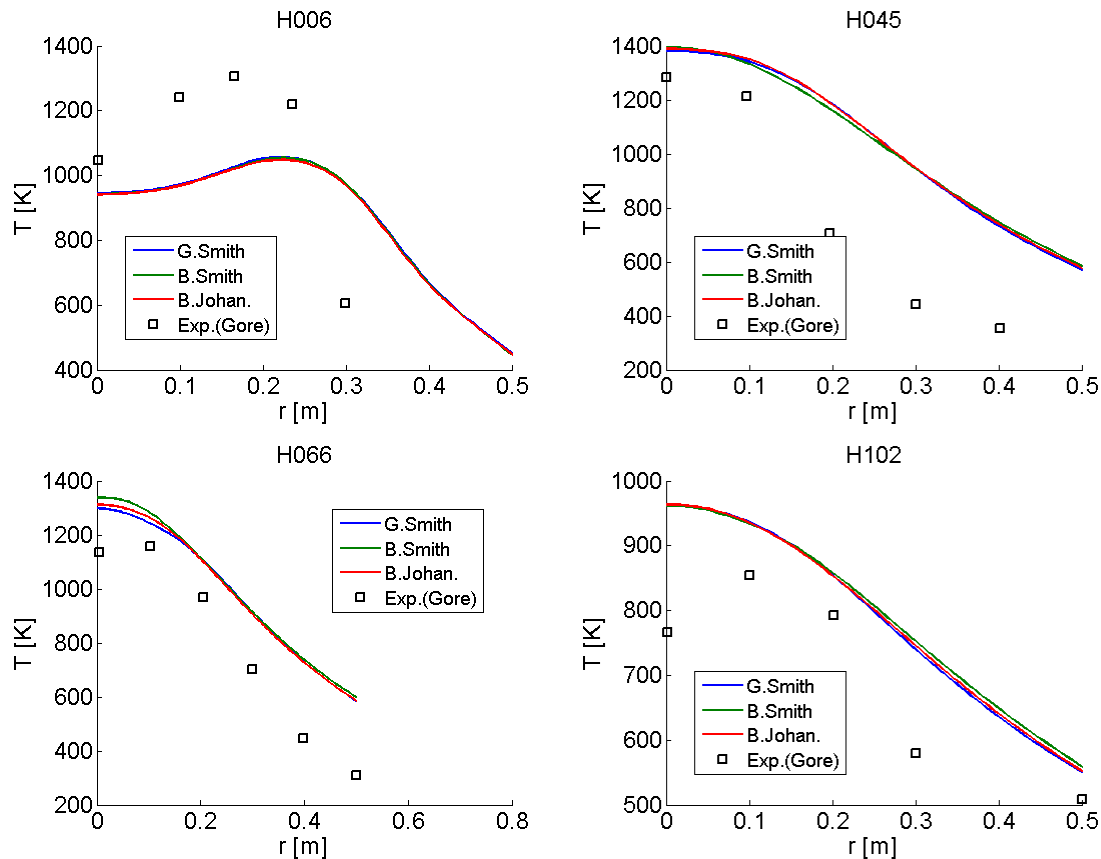 H006
1400
1200
1000
800
600
400
T [K]
G.Smith
B.Smith
B.Johan.
Exp.(Gore)
0 0.1 0.2 0.3 0.4 0.5
r [m]
H045
1400
1200
1000
800
600
400
200
T [K]
G.Smith
B.Smith
B.Johan.
Exp.(Gore)
0 0.1 0.2 0.3 0.4 0.5
r [m]
H066
1400
1200
1000
800
600
400
200
T [K]
G.Smith
B.Smith
B.Johan.
Exp.(Gore)
0 0.2 0.4 0.6 0.8
r [m]
H102
1000
900
800
700
600
500
T [K]
G.Smith
B.Smith
B.Johan.
Exp.(Gore)
0 0.1 0.2 0.3 0.4 0.5
r [m]